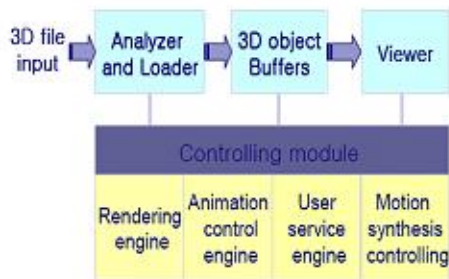 3D file
input
Analyzer
and Loader
3D object
Buffers
Viewer
Controlling module
Rendering
engine
Animation
control
engine
User
service
engine
Motion
synthesis
controlling